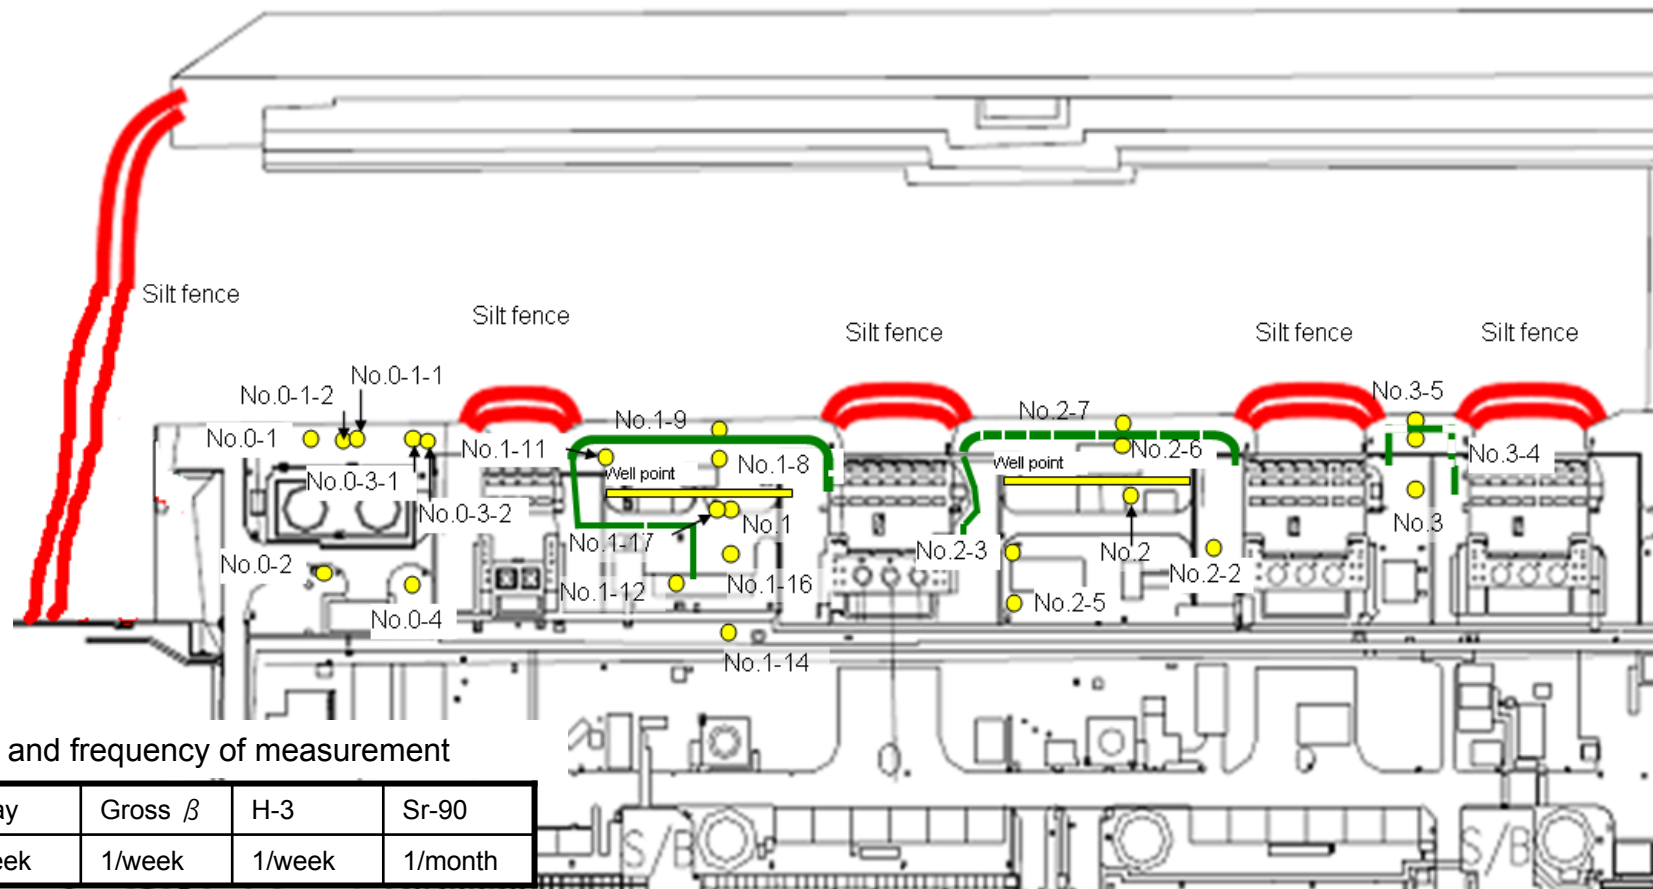 Silt fence
Silt fence
Silt fence
Silt fence
Silt fence
No.0-1-1
No.0-1-2
No.3-5
No.2-7
No.1-9
No.0-1
No.1-11
No.2-6
No.3-4
No.1-8
Well point
Well point
No.0-3-1
No.0-3-2
No.1
No.3
No.1-17
No.2-3
No.2
No.0-2
No.2-2
No.1-12
No.1-16
No.2-5
No.0-4
No.1-14
and frequency of measurement
ay Gross β H-3 Sr-90
eek 1/week 1/week 1/month
S/B
S/B